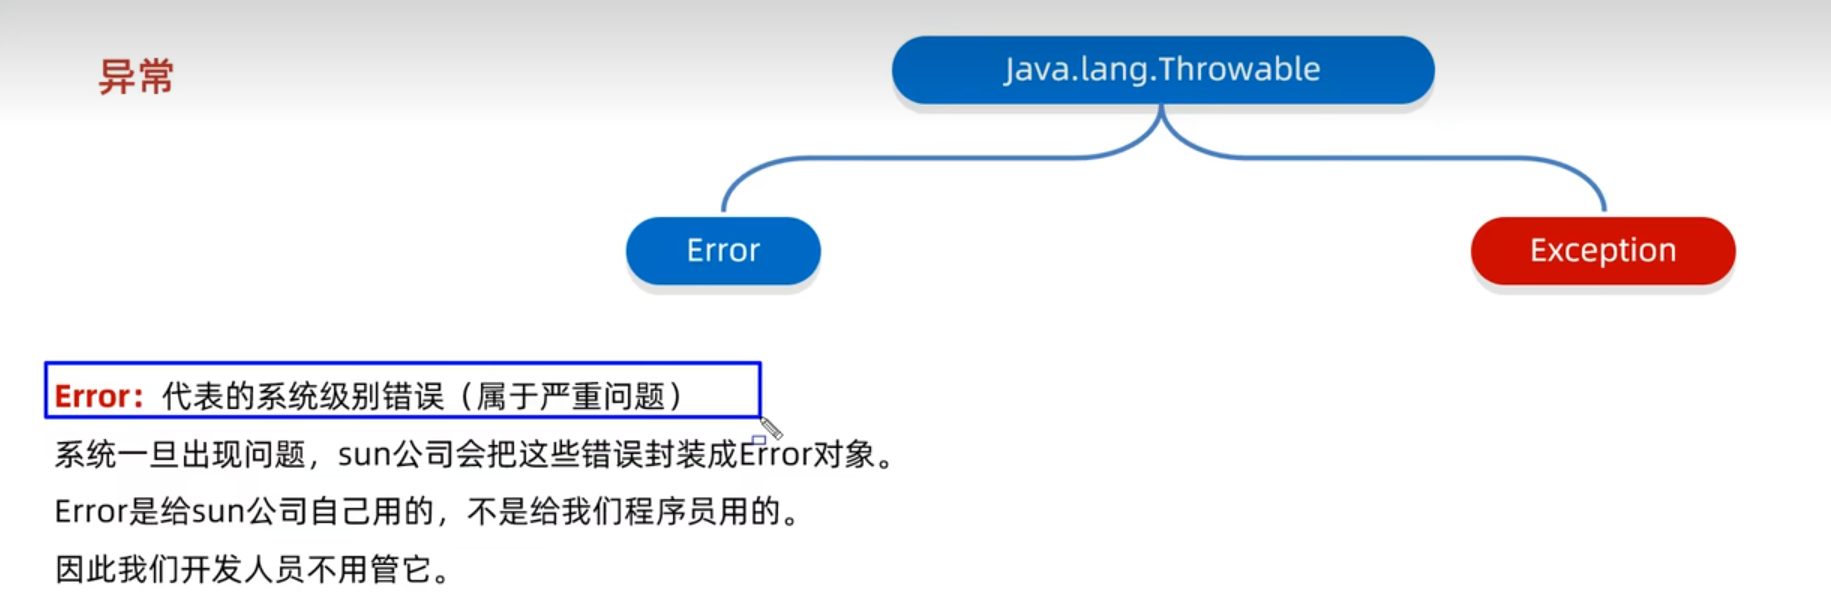 异常
Java.lang.Throwable
Error
Exception
Error：代表的系统级别错误（属于严重问题）
系统一旦出现问题，sun公司会把这些错误封装成Error对象。
Error是给sun公司自己用的，不是给我们程序员用的。
因此我们开发人员不用管它。